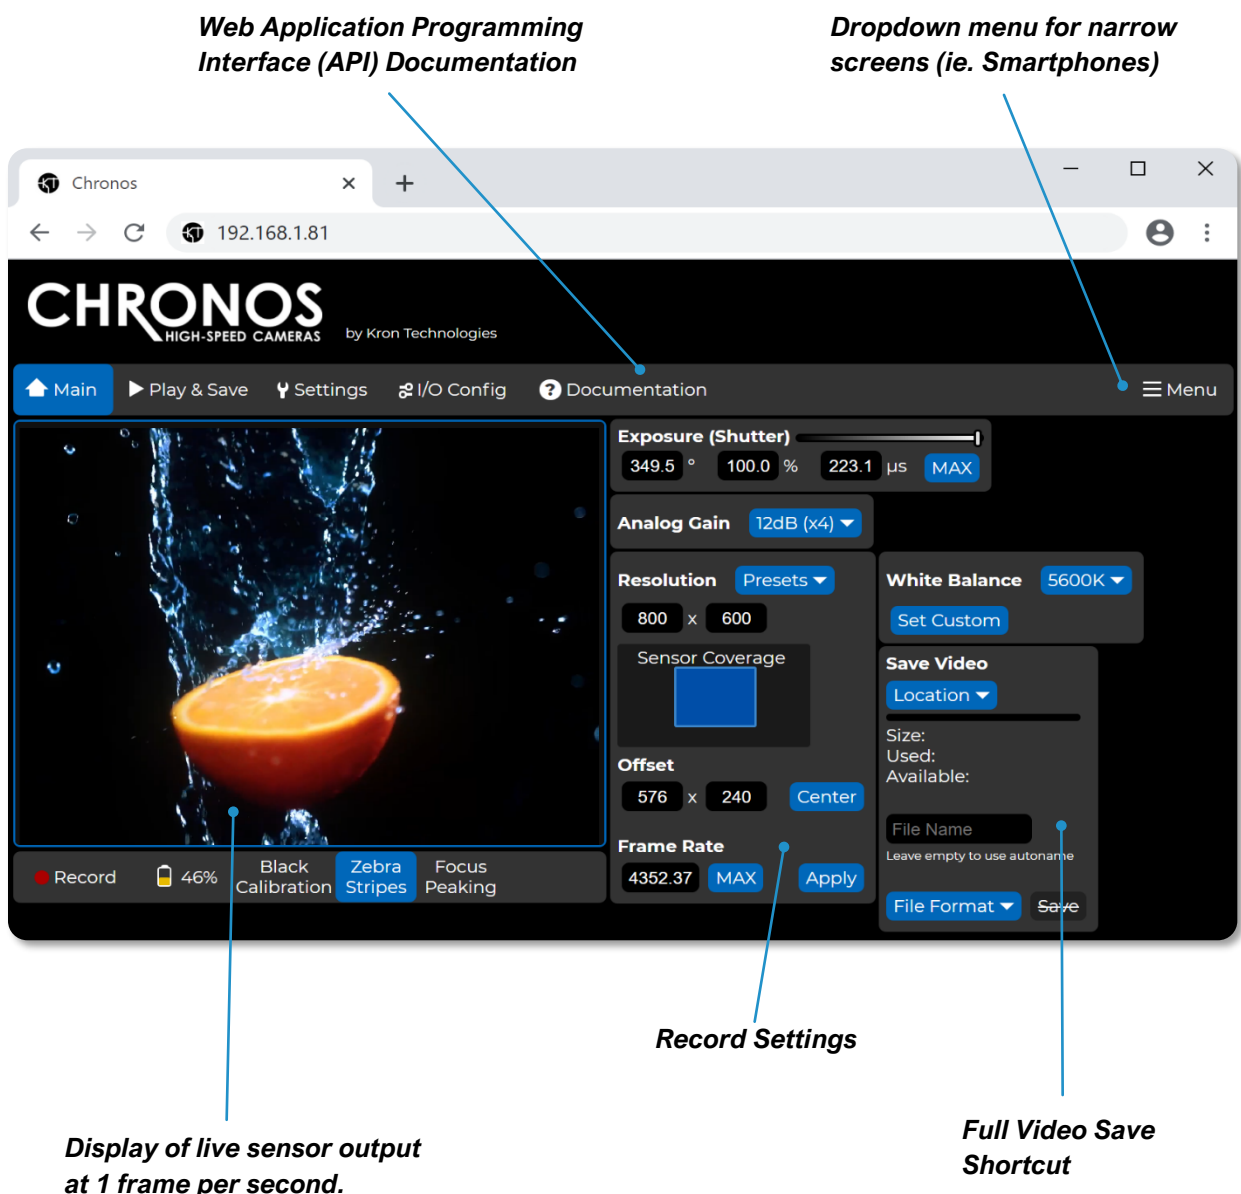 Web Application Programming
Interface (API) Documentation
Dropdown menu for narrow
screens (ie. Smartphones)
Chronos
192.168.1.81
CHRONOS
HIGH-SPEED CAMERAS
by Kron Technologies
Main
Play & Save
Settings
I/O Config
Documentation
Menu
Exposure (Shutter)
349.5 ° 100.0 % 223.1 µs MAX
Analog Gain 12dB (x4)
Resolution Presets
800 x 600
Sensor Coverage
Offset
576 x 240 Center
Frame Rate
4352.37 MAX Apply
White Balance 5600K
Set Custom
Save Video
Location
Size:
Used:
Available:
File Name
Leave empty to use autoname
File Format Save
Record
46%
Black
Calibration
Zebra
Stripes
Focus
Peaking
Record Settings
Display of live sensor output
at 1 frame per second.
Full Video Save
Shortcut